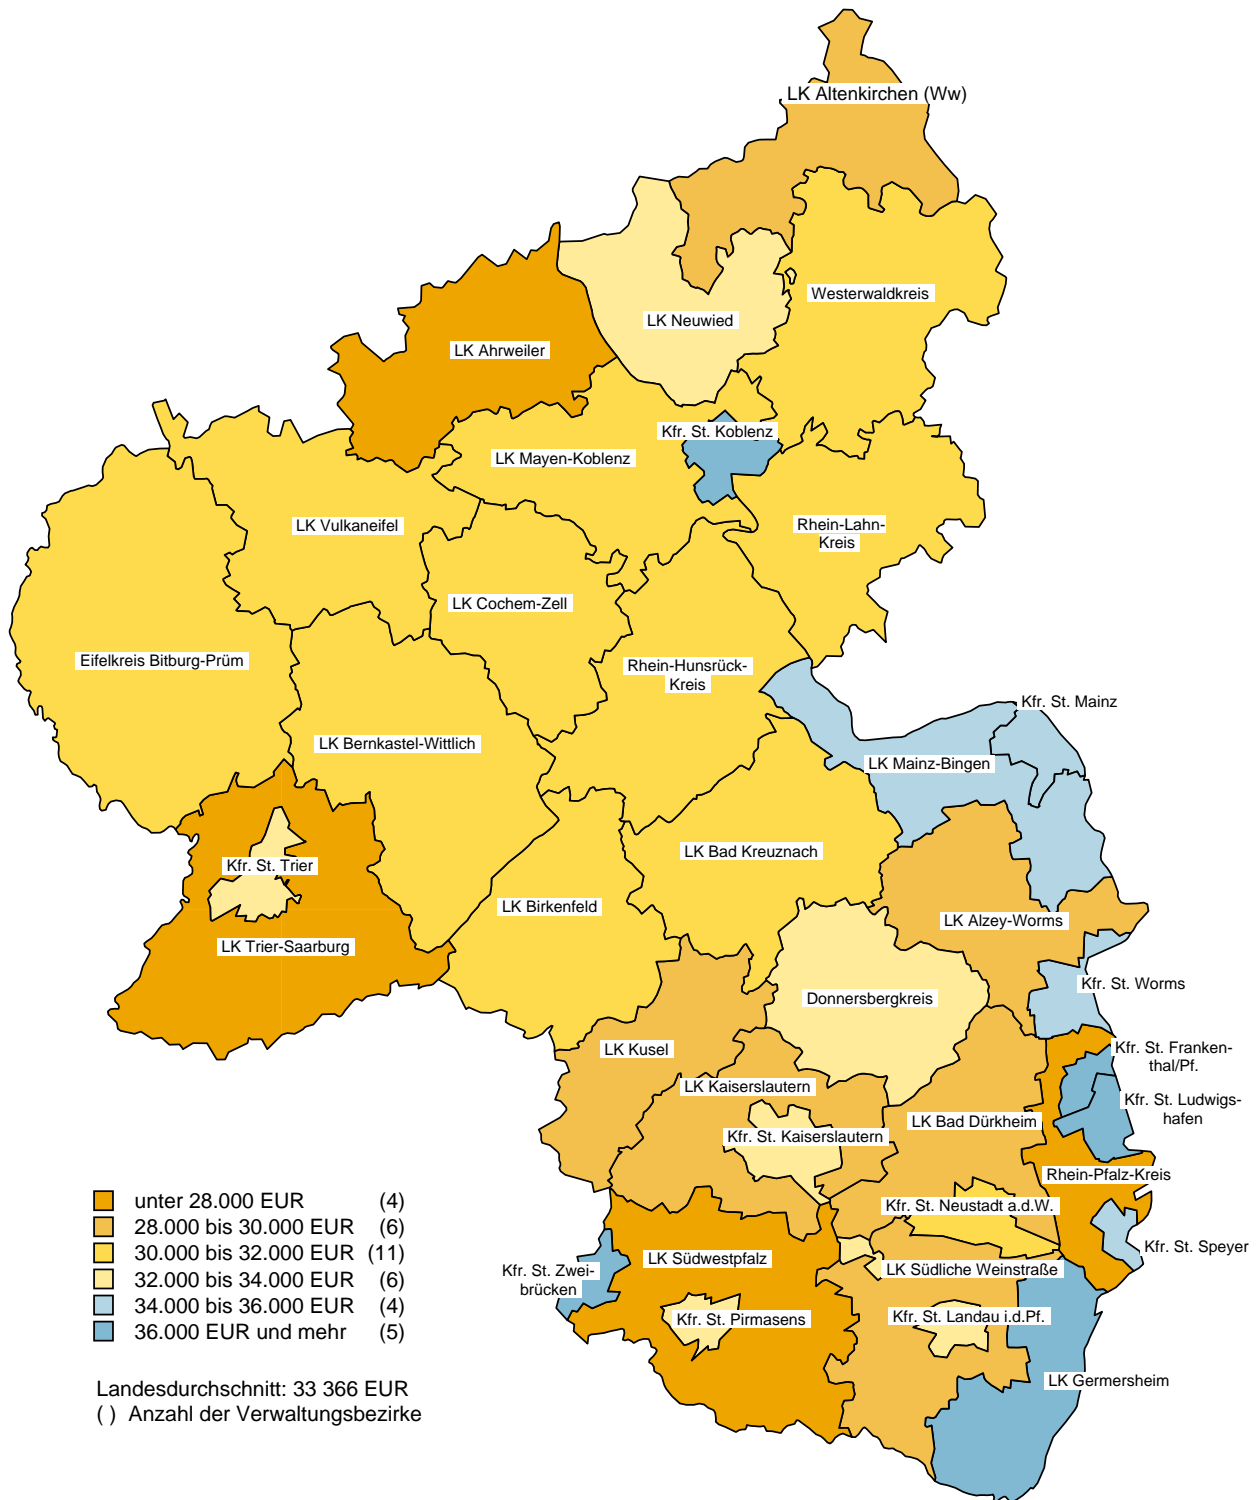 LK Altenkirchen (Ww)
Westerwaldkreis
LK Neuwied
LK Ahrweiler
Kfr. St. Koblenz
LK Mayen-Koblenz
LK Vulkaneifel
Rhein-Lahn-
Kreis
LK Cochem-Zell
Eifelkreis Bitburg-Prüm
Rhein-Hunsrück-
Kreis
Kfr. St. Mainz
LK Bernkastel-Wittlich
LK Mainz-Bingen
LK Bad Kreuznach
Kfr. St. Trier
LK Birkenfeld
LK Alzey-Worms
LK Trier-Saarburg
Kfr. St. Worms
Donnersbergkreis
LK Kusel
Kfr. St. Franken-
thal/Pf.
LK Kaiserslautern
Kfr. St. Ludwigs-
hafen
LK Bad Dürkheim
Kfr. St. Kaiserslautern
Rhein-Pfalz-Kreis
Kfr. St. Neustadt a.d.W.
Kfr. St. Speyer
LK Südwestpfalz
LK Südliche Weinstraße
Kfr. St. Zwei-
brücken
Kfr. St. Pirmasens
Kfr. St. Landau i.d.Pf.
LK Germersheim
unter 28.000 EUR (4)
28.000 bis 30.000 EUR (6)
30.000 bis 32.000 EUR (11)
32.000 bis 34.000 EUR (6)
34.000 bis 36.000 EUR (4)
36.000 EUR und mehr (5)
Landesdurchschnitt: 33 366 EUR
( ) Anzahl der Verwaltungsbezirke